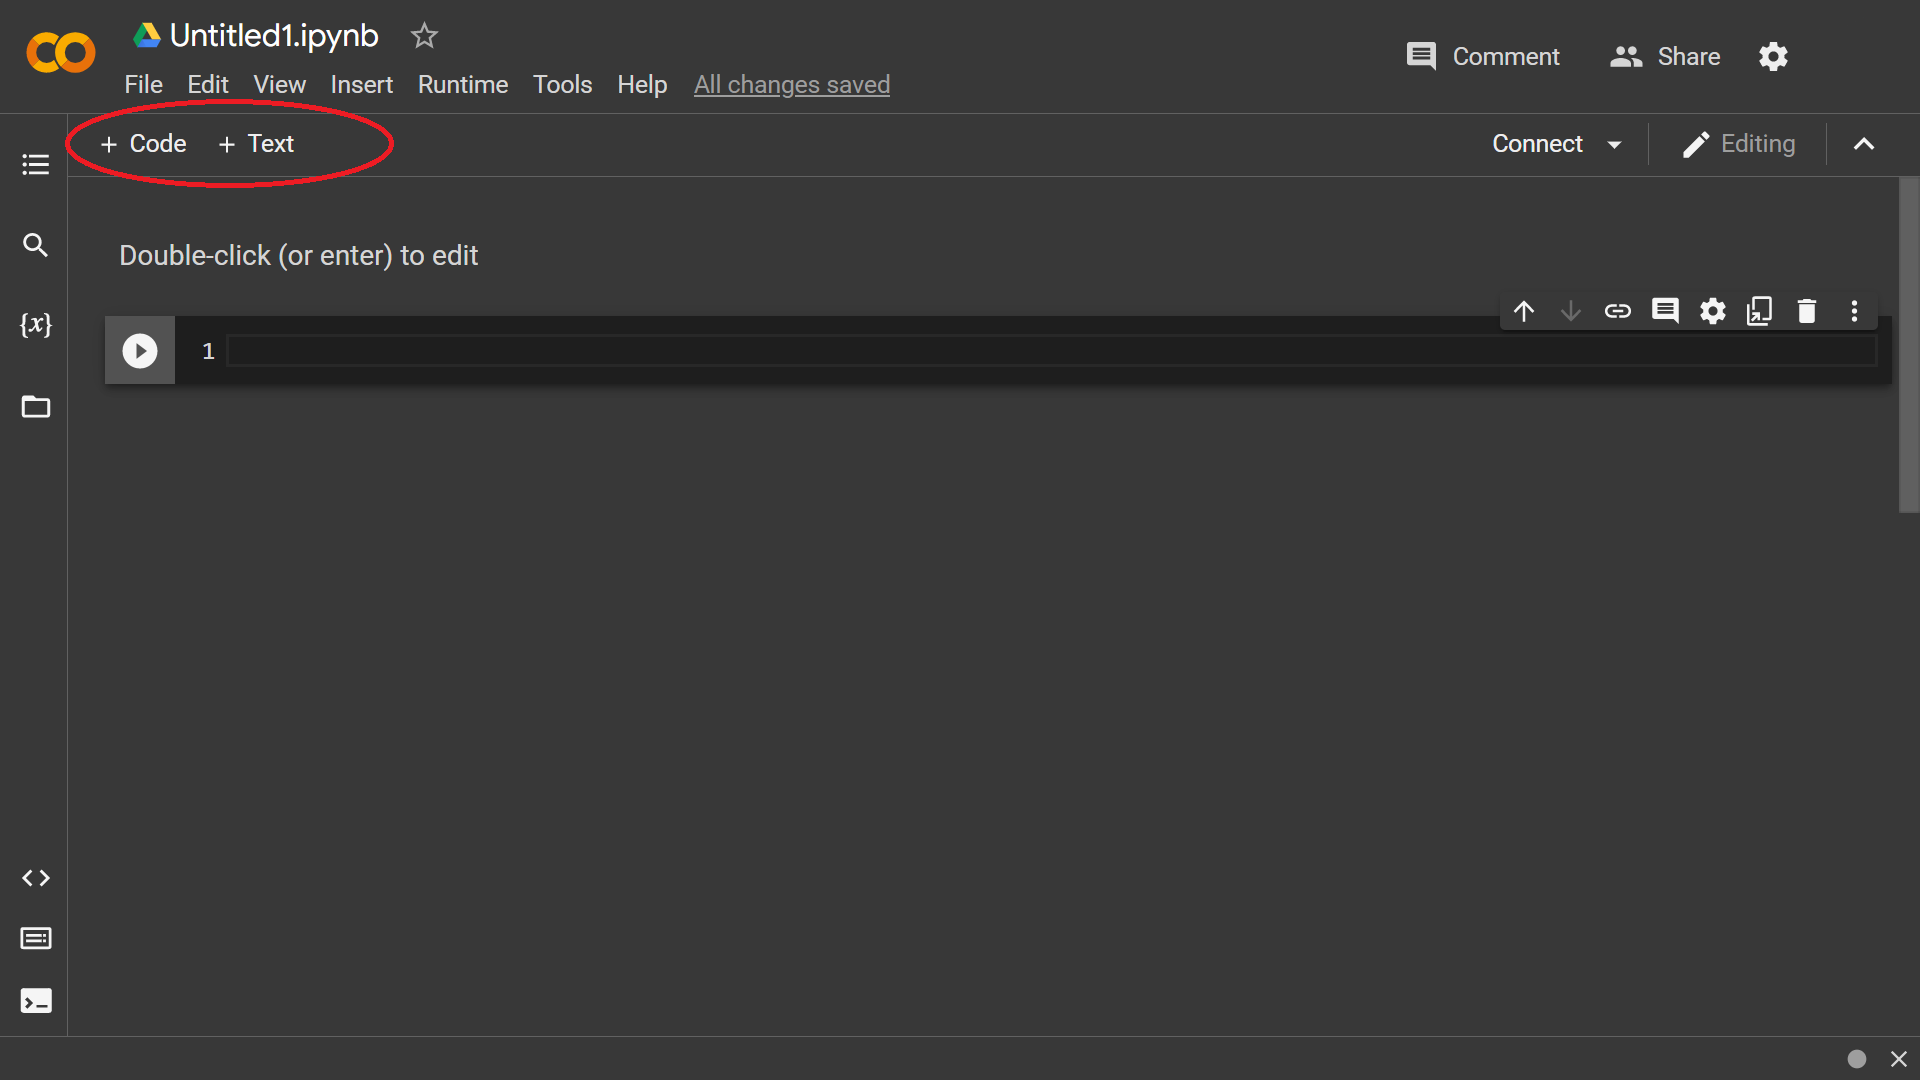 Untitled1.ipynb
File Edit View Insert Runtime Tools Help All changes saved
Comment Share
+ Code + Text
Connect Editing
{x}
Double-click (or enter) to edit
1